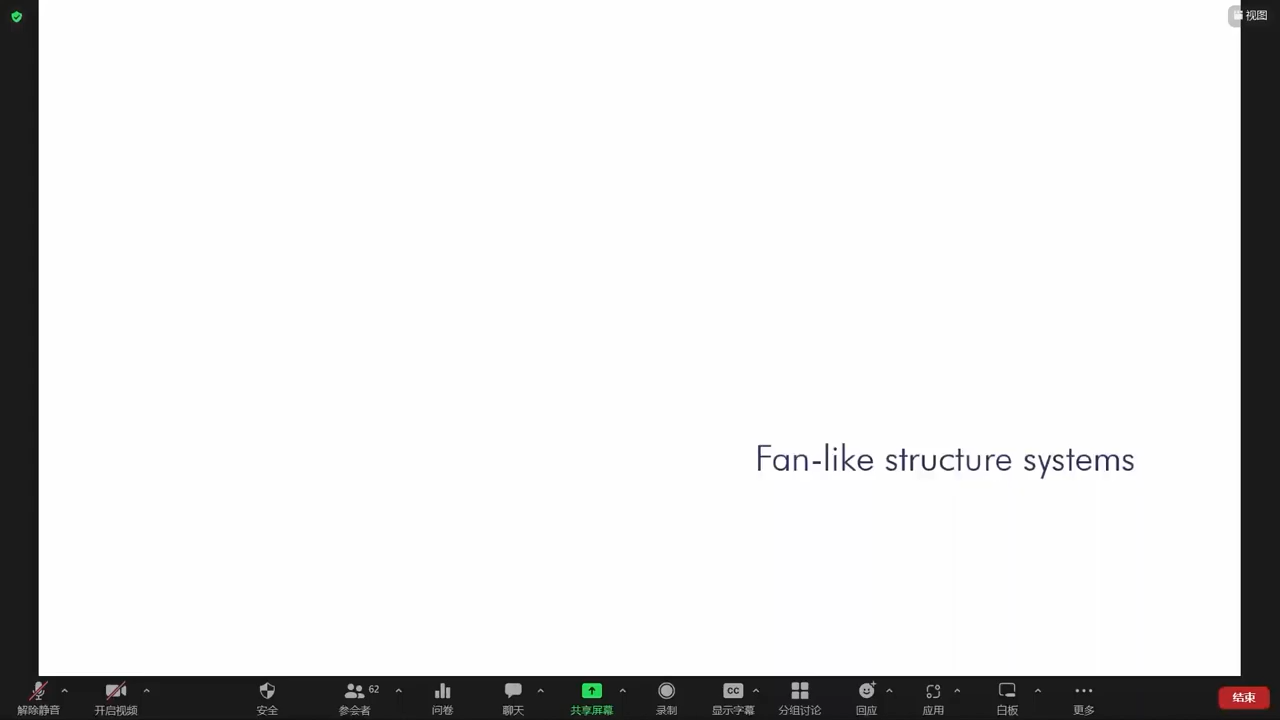 视图
Fan-like structure systems
62
CC
解除静音
开启视频
安全
参会者
问卷
聊天
共享屏幕
录制
显示字幕
分组讨论
回应
应用
白板
更多
结束